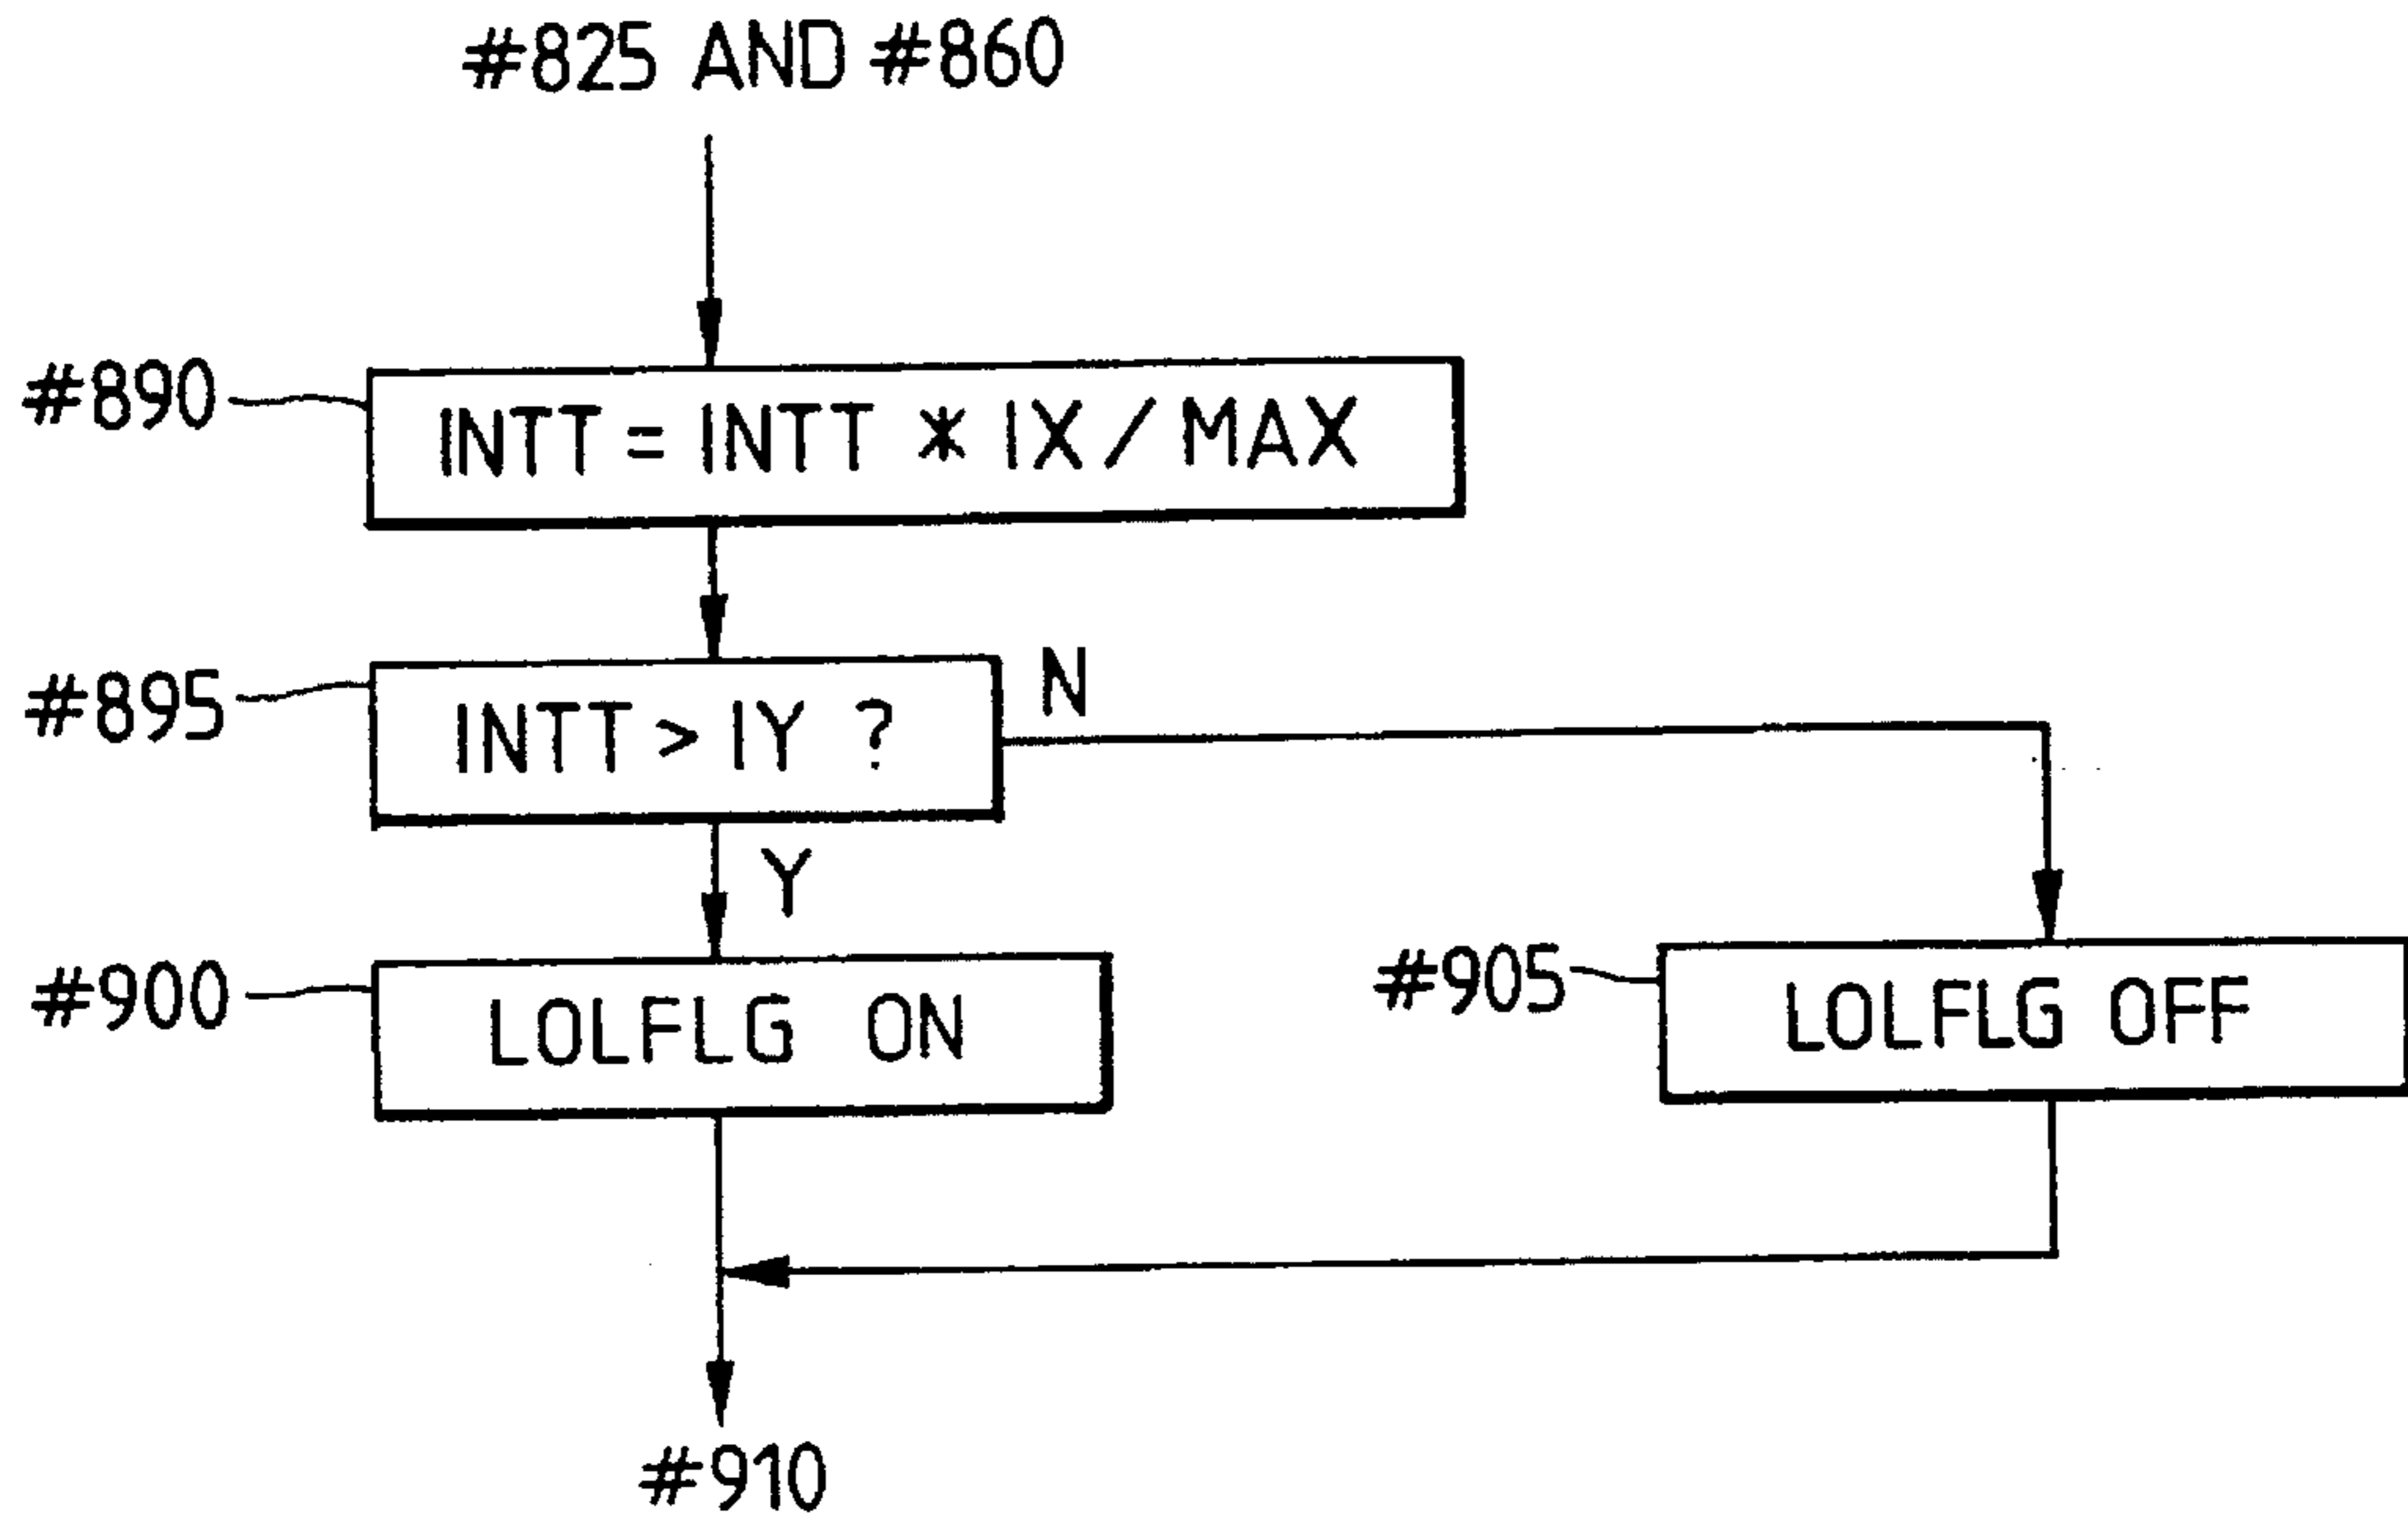 #825 AND #860
#890
INTT = INTT * IX / MAX
#895
INTT > IY ?
N
Y
#900
LOLFLG ON
#905
LOLFLG OFF
#910